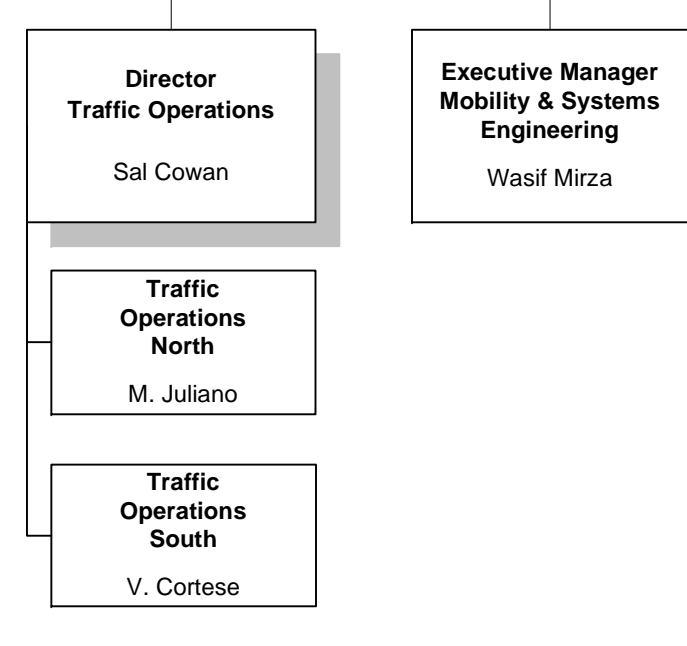 Director
Traffic Operations
Sal Cowan
Executive Manager
Mobility & Systems
Engineering
Wasif Mirza
Traffic
Operations
North
M. Juliano
Traffic
Operations
South
V. Cortese